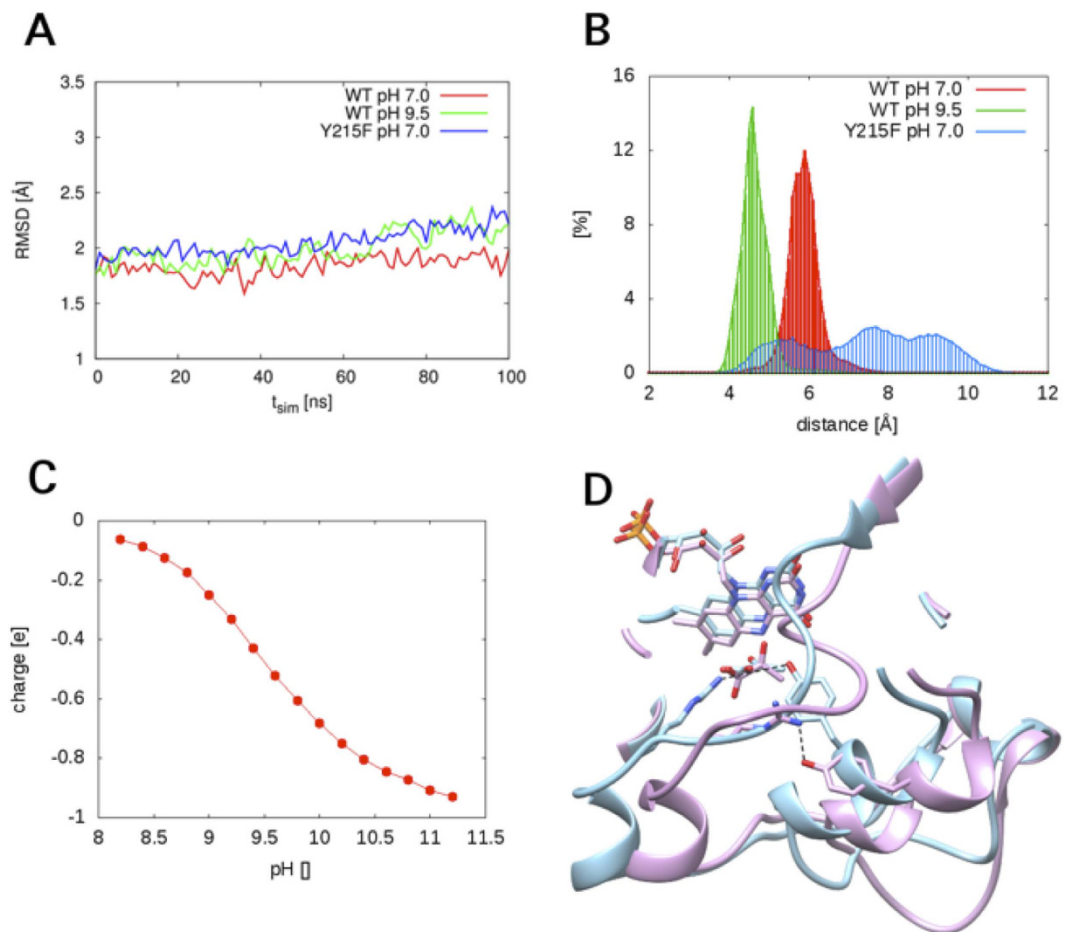 A
RMSD [Å]
3.5
3
2.5
2
1.5
1
WT pH 7.0
WT pH 9.5
Y215F pH 7.0
0 20 40 60 80 100
tsim [ns]
B
[%]
16
12
8
4
0
WT pH 7.0
WT pH 9.5
Y215F pH 7.0
2 4 6 8 10 12
distance [Å]
C
charge [e]
0
-0.2
-0.4
-0.6
-0.8
-1
8 8.5 9 9.5 10 10.5 11 11.5
pH []
D